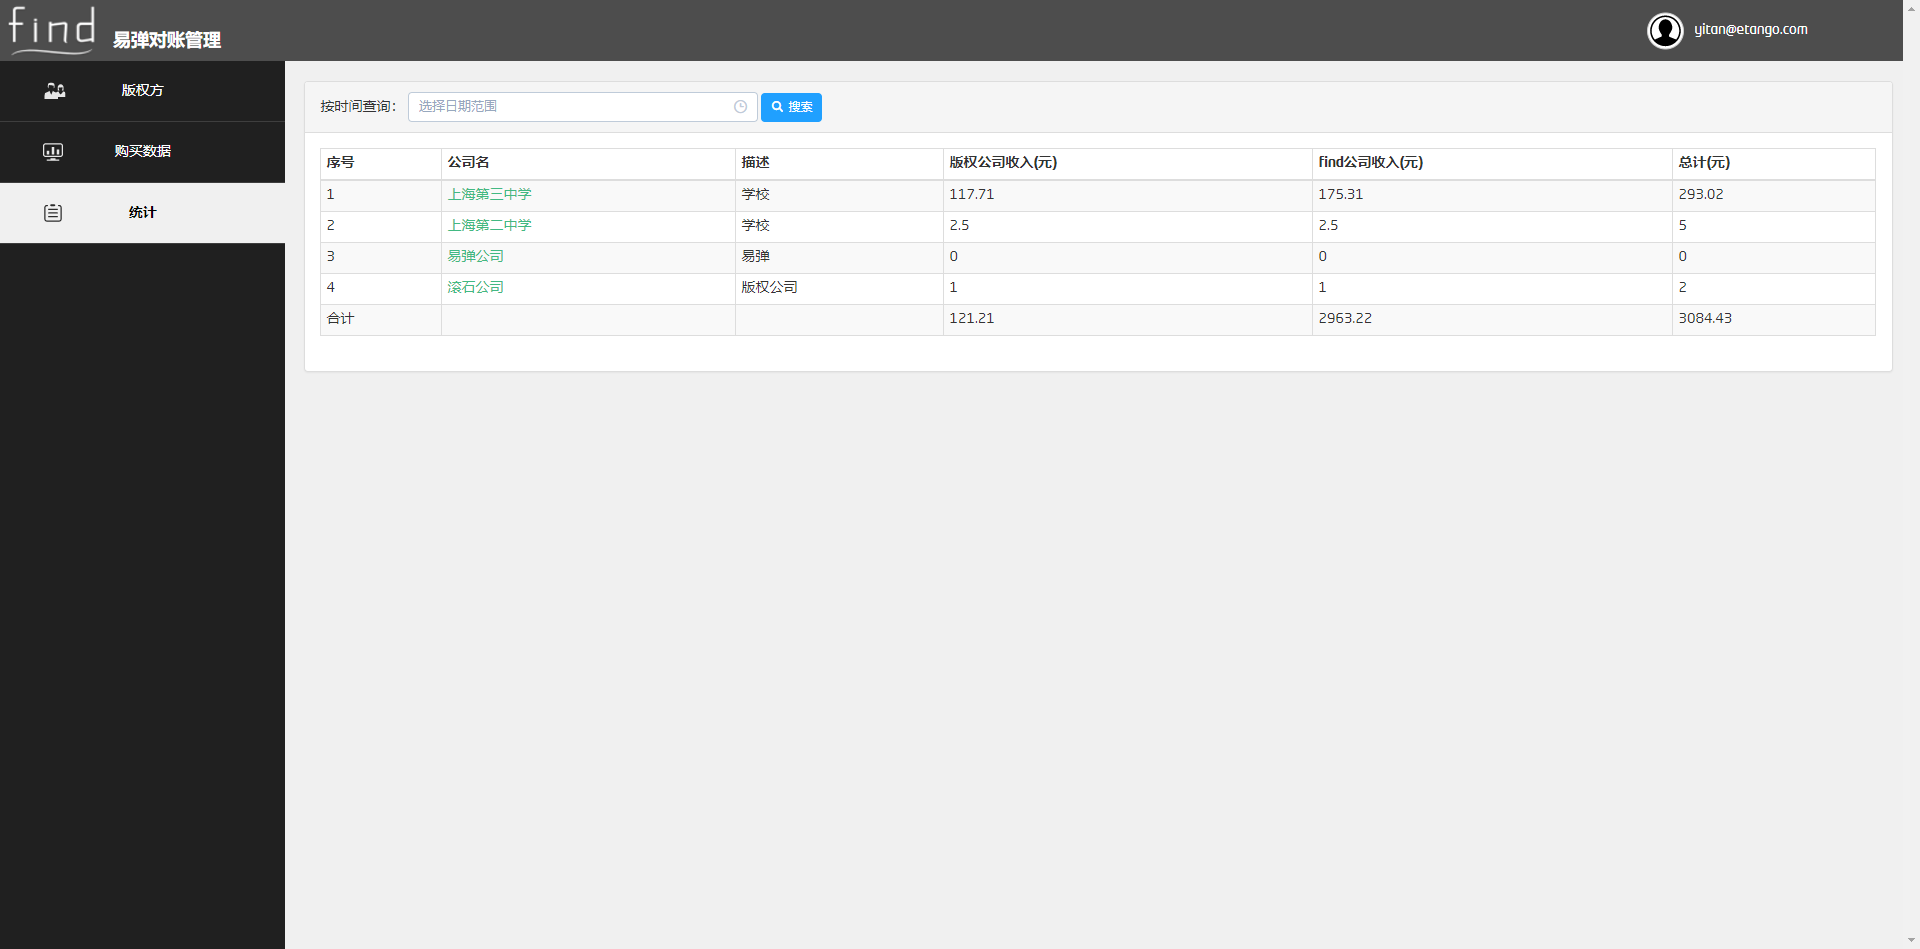 find 易弹对账管理 yitan@etango.com
版权方
购买数据
统计
按时间查询: 选择日期范围 搜索
序号 公司名 描述 版权公司收入(元) find公司收入(元) 总计(元)
1 上海第三中学 学校 117.71 175.31 293.02
2 上海第二中学 学校 2.5 2.5 5
3 易弹公司 易弹 0 0 0
4 滚石公司 版权公司 1 1 2
合计 121.21 2963.22 3084.43